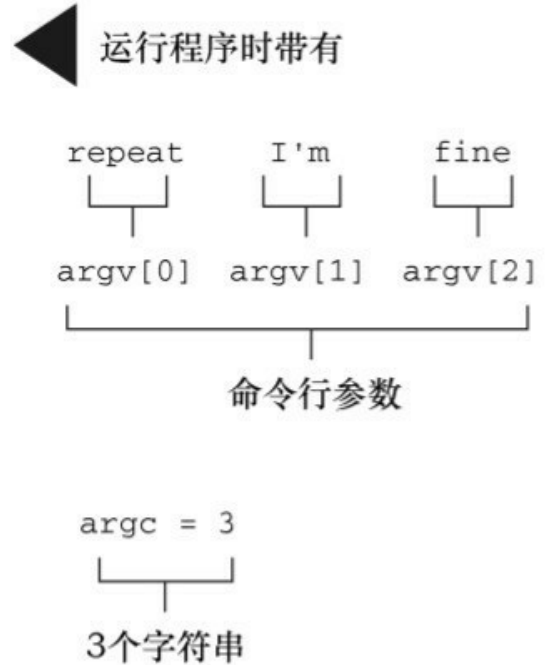 运行程序时带有
repeat I'm fine
argv[0] argv[1] argv[2]
命令行参数
argc = 3
3个字符串